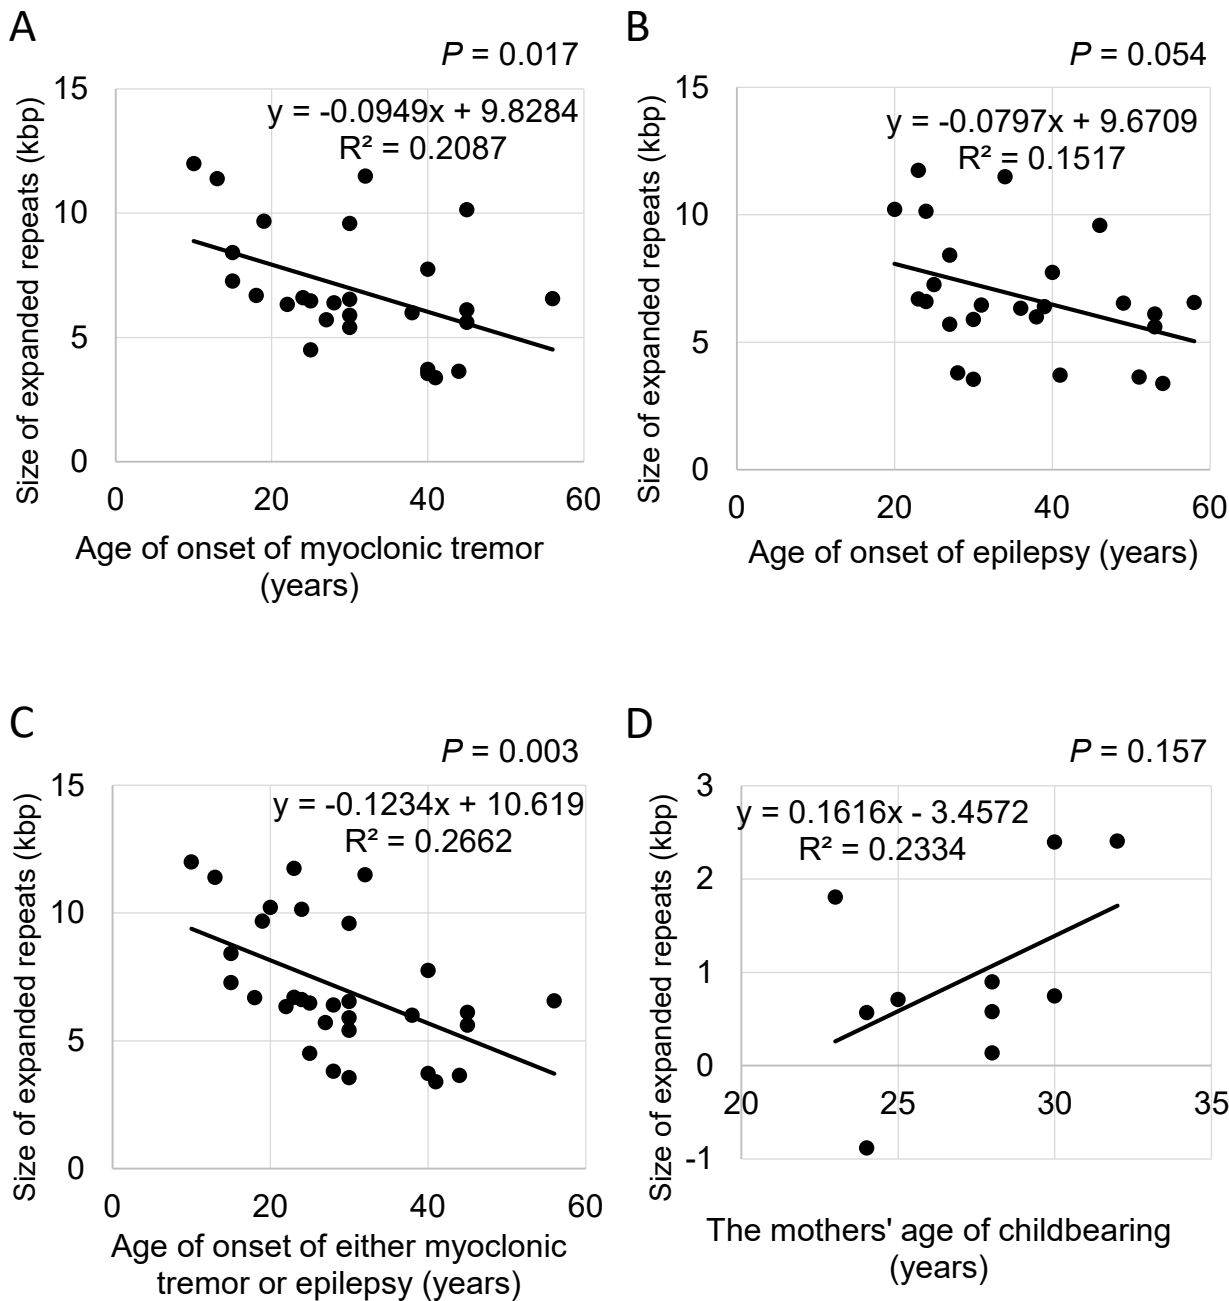 A
P = 0.017
Size of expanded repeats (kbp)
15
10
5
0
y = -0.0949x + 9.8284
R² = 0.2087
0
20
40
60
Age of onset of myoclonic tremor
(years)
B
P = 0.054
Size of expanded repeats (kbp)
15
10
5
0
y = -0.0797x + 9.6709
R² = 0.1517
0
20
40
60
Age of onset of epilepsy (years)
C
P = 0.003
Size of expanded repeats (kbp)
15
10
5
0
y = -0.1234x + 10.619
R² = 0.2662
0
20
40
60
Age of onset of either myoclonic
tremor or epilepsy (years)
D
P = 0.157
Size of expanded repeats (kbp)
3
2
1
0
-1
y = 0.1616x - 3.4572
R² = 0.2334
20
25
30
35
The mothers' age of childbearing
(years)